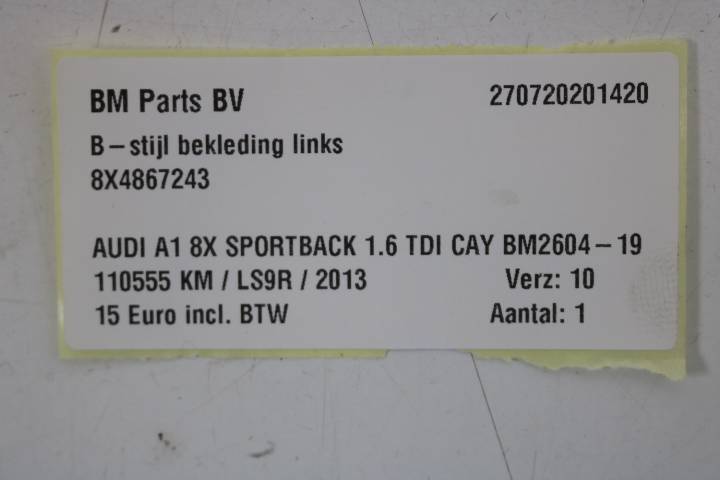 BM Parts BV 270720201420
B-stijl bekleding links
8X4867243
AUDI A1 8X SPORTBACK 1.6 TDI CAY BM2604-19
110555 KM / LS9R / 2013 Verz: 10
15 Euro incl. BTW Aantal: 1